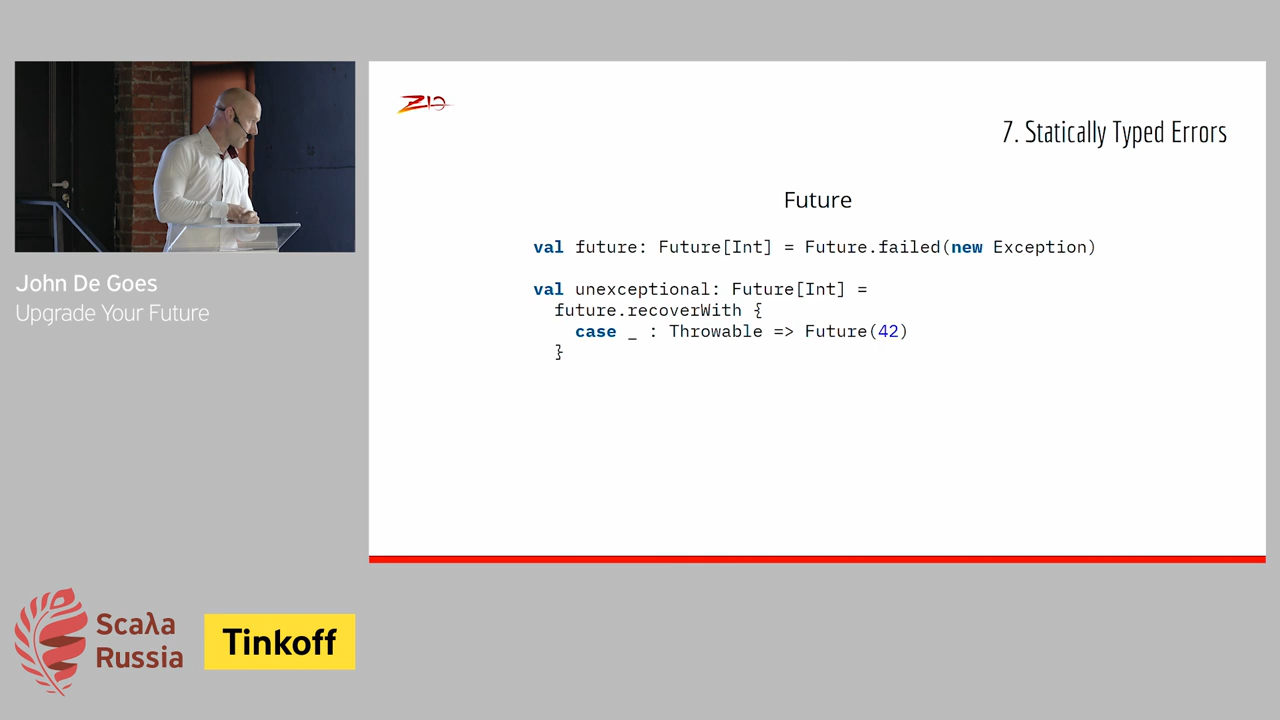 ZIO
7. Statically Typed Errors
Future
val future: Future[Int] = Future.failed(new Exception)
val unexceptional: Future[Int] =
future.recoverWith {
case _ : Throwable => Future(42)
}
John De Goes
Upgrade Your Future
Scaλa
Russia
Tinkoff